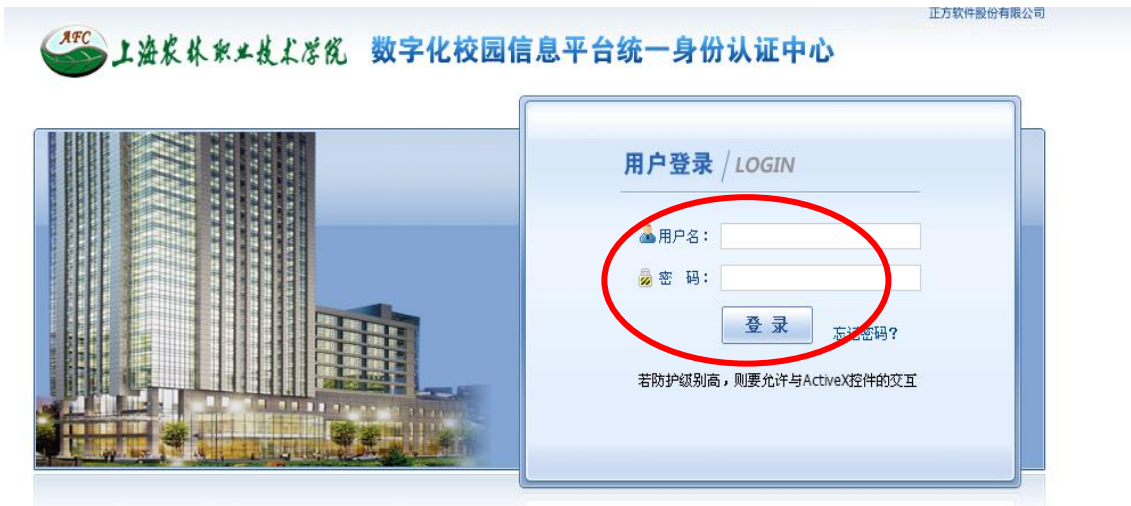 正方软件股份有限公司
AFC
上海农林职业技术学院 数字化校园信息平台统一身份认证中心
用户登录 / LOGIN
用户名：
密 码：
登 录
忘记密码？
若防护级别高，则要允许与ActiveX控件的交互